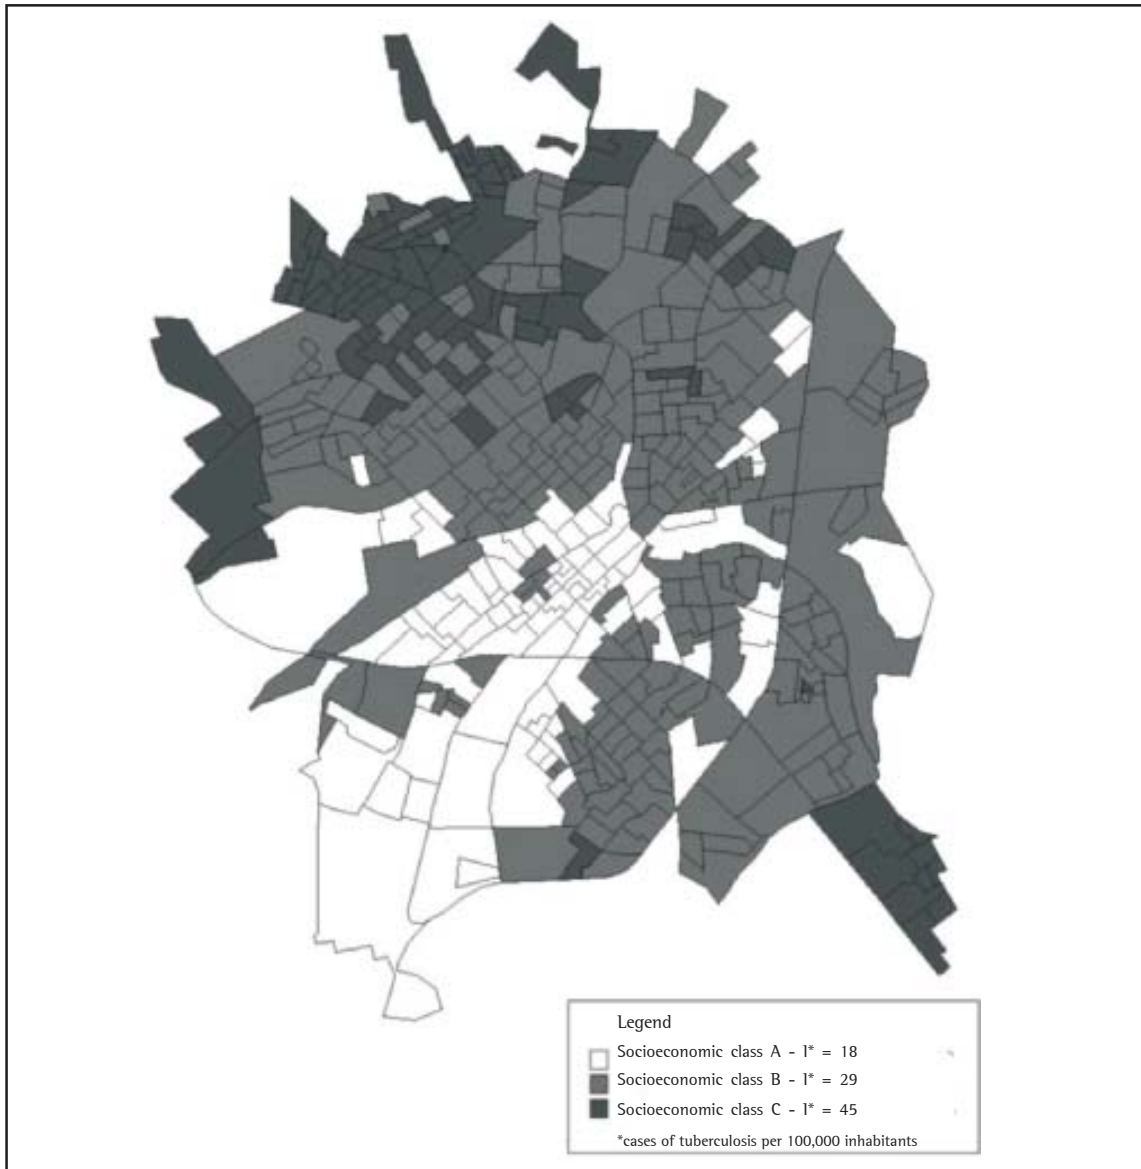 Legend
Socioeconomic class A - I* = 18
Socioeconomic class B - I* = 29
Socioeconomic class C - I* = 45
*cases of tuberculosis per 100,000 inhabitants